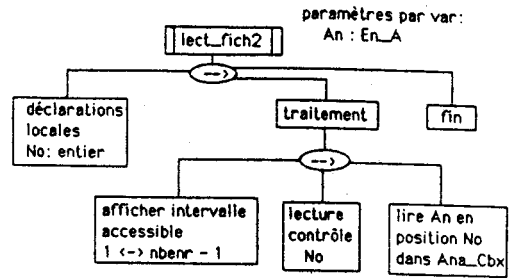 paramètres par var:
An : En_A
lect_fich2
-->
déclarations
locales
No: entier
traitement
fin
-->
afficher intervalle
accessible
1 <-> nbenr - 1
lecture
contrôle
No
lire An en
position No
dans Ana_Cbx